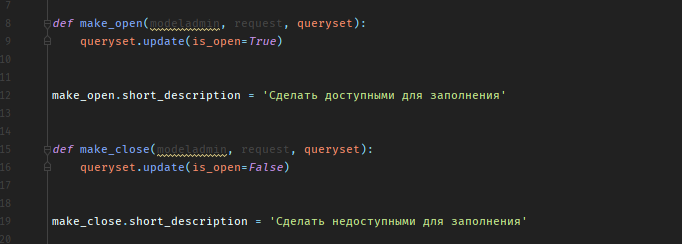 7
8 def make_open(modeladmin, request, queryset):
9 queryset.update(is_open=True)
10
11
12 make_open.short_description = 'Сделать доступными для заполнения'
13
14
15 def make_close(modeladmin, request, queryset):
16 queryset.update(is_open=False)
17
18
19 make_close.short_description = 'Сделать недоступными для заполнения'
20